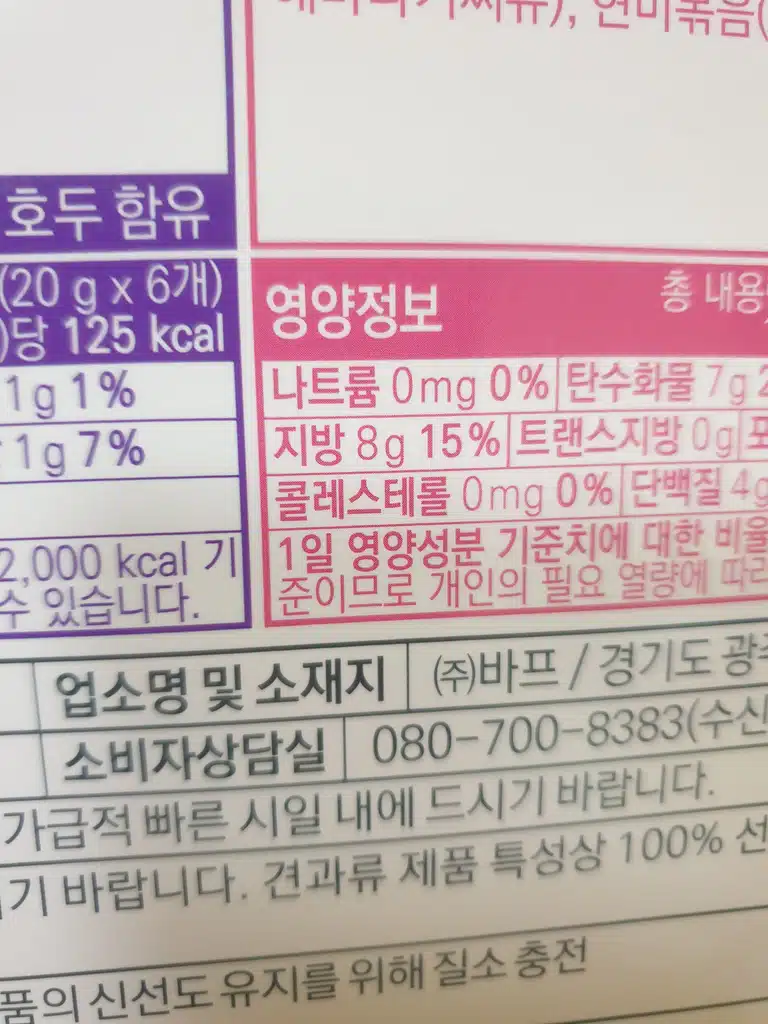 현미볶음(
호두 함유
(20 g x 6개)
)당 125 kcal
1g 1%
1g 7%
2,000 kcal 기
수 있습니다.
영양정보 총 내용
나트륨 0mg 0% 탄수화물 7g 2
지방 8g 15% 트랜스지방 0g 포
콜레스테롤 0mg 0% 단백질 4g
1일 영양성분 기준치에 대한 비율
준이므로 개인의 필요 열량에 따라
업소명 및 소재지 ㈜바프 / 경기도 광주
소비자상담실 080-700-8383(수신
가급적 빠른 시일 내에 드시기 바랍니다.
기 바랍니다. 견과류 제품 특성상 100% 선
품의 신선도 유지를 위해 질소 충전